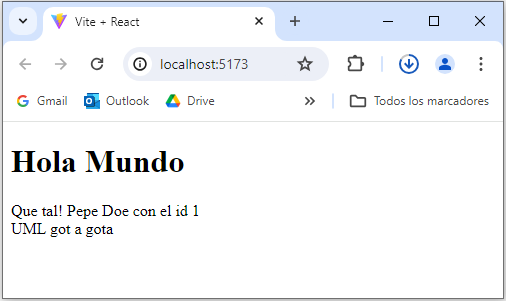 Vite + React
localhost:5173
Gmail Outlook Drive » Todos los marcadores
Hola Mundo
Que tal! Pepe Doe con el id 1
UML got a gota